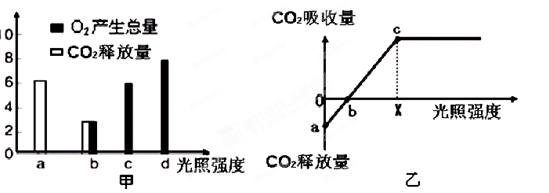 10
8
6
4
2
0
■ O₂产生总量
□ CO₂释放量
a b c d 光照强度
甲
CO₂吸收量
c
0
a
b
X
光照强度
CO₂释放量
乙